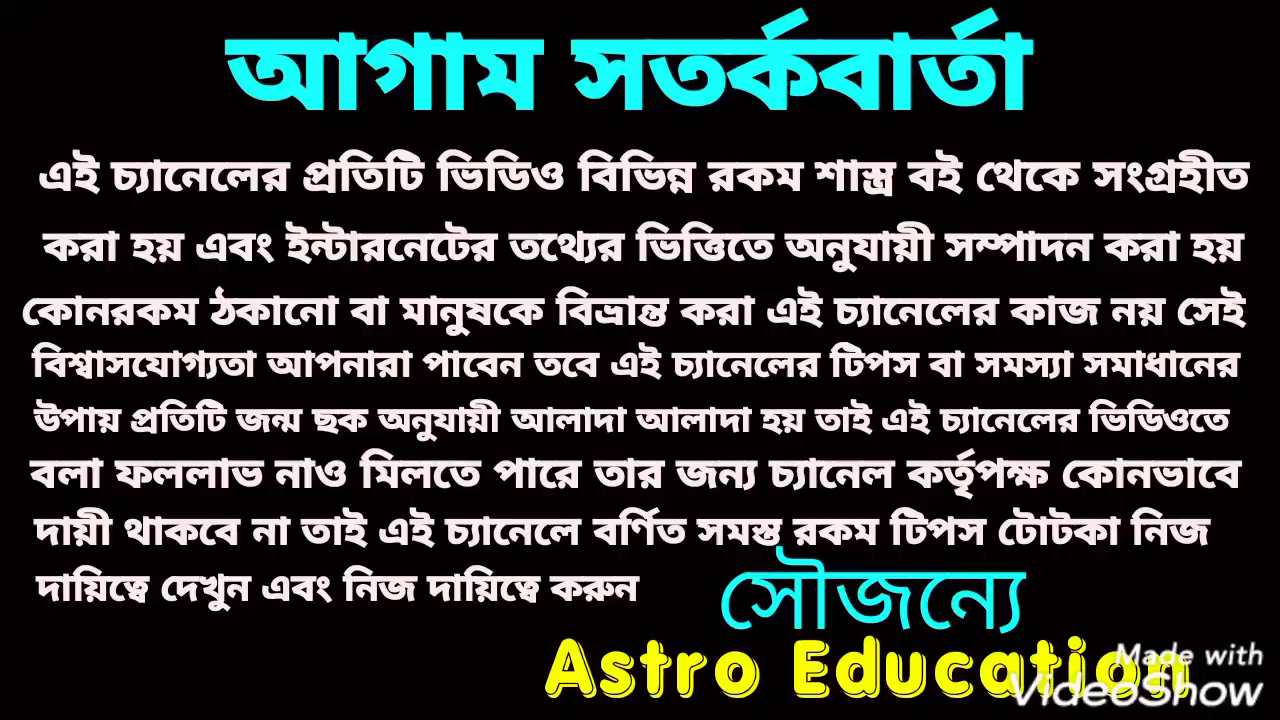 আগাম সতর্কবার্তা
এই চ্যানেলের প্রতিটি ভিডিও বিভিন্ন রকম শাস্ত্র বই থেকে সংগ্রহীত
করা হয় এবং ইন্টারনেটের তথ্যের ভিত্তিতে অনুযায়ী সম্পাদন করা হয়
কোনরকম ঠকানো বা মানুষকে বিভ্রান্ত করা এই চ্যানেলের কাজ নয় সেই
বিশ্বাসযোগ্যতা আপনারা পাবেন তবে এই চ্যানেলের টিপস বা সমস্যা সমাধানের
উপায় প্রতিটি জন্ম ছক অনুযায়ী আলাদা আলাদা হয় তাই এই চ্যানেলের ভিডিওতে
বলা ফললাভ নাও মিলতে পারে তার জন্য চ্যানেল কর্তৃপক্ষ কোনভাবে
দায়ী থাকবে না তাই এই চ্যানেলে বর্ণিত সমস্ত রকম টিপস টোটকা নিজ
দায়িত্বে দেখুন এবং নিজ দায়িত্বে করুন
সৌজন্যে
Astro Education
Made with
VideoShow